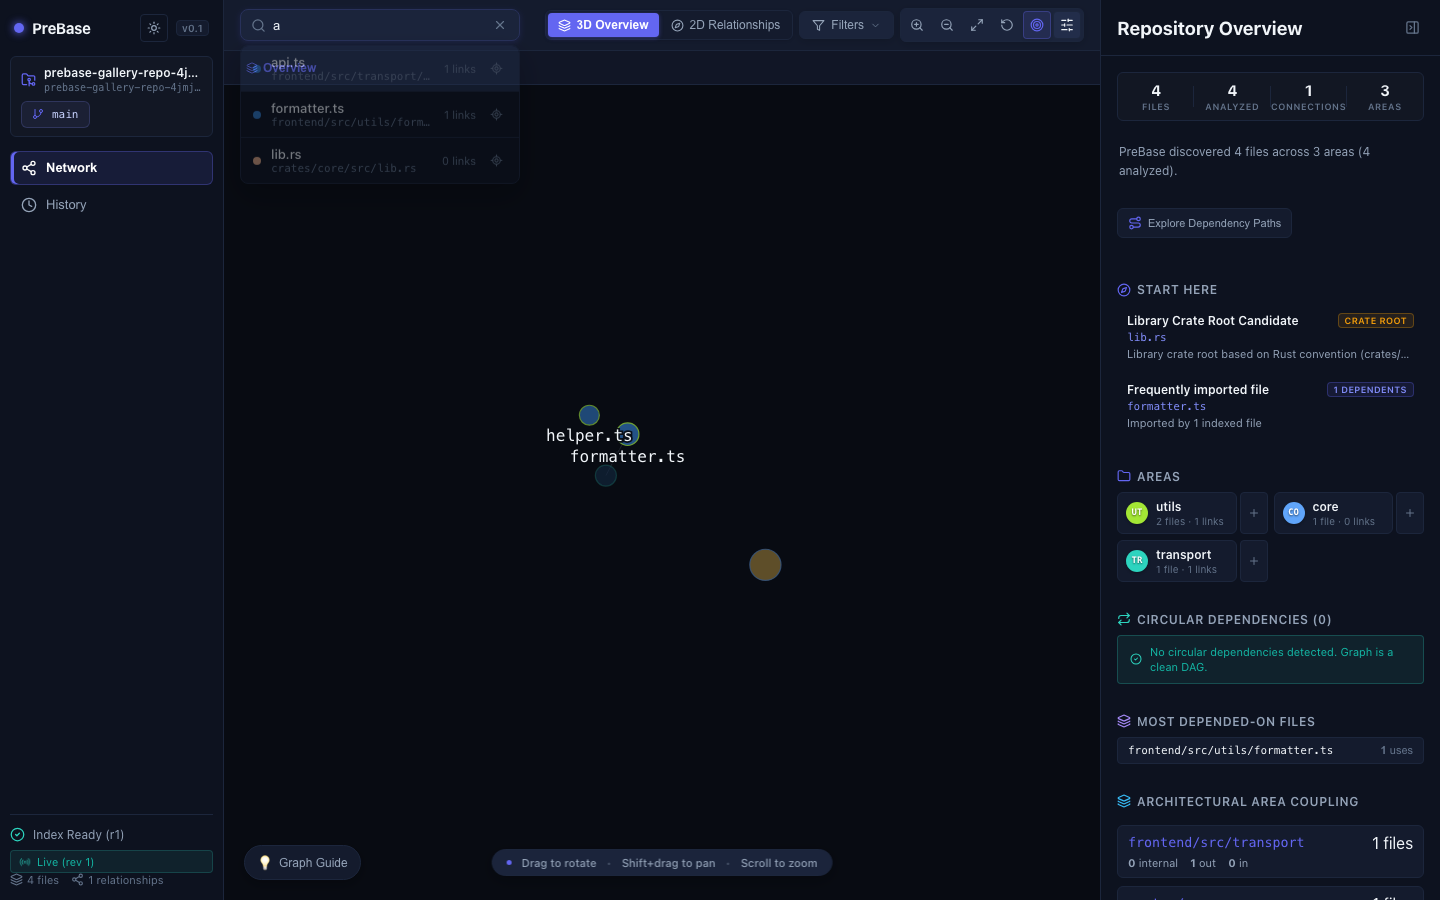 PreBase
v0.1
prebase-gallery-repo-4j...
prebase-gallery-repo-4jmj...
main
Network
History
Index Ready (r1)
Live (rev 1)
4 files
1 relationships
a
3D Overview
2D Relationships
Filters
Overview
api.ts
frontend/src/transport/...
1 links
formatter.ts
frontend/src/utils/form...
1 links
lib.rs
crates/core/src/lib.rs
0 links
helper.ts
formatter.ts
Graph Guide
Drag to rotate · Shift+drag to pan · Scroll to zoom
Repository Overview
4
FILES
4
ANALYZED
1
CONNECTIONS
3
AREAS
PreBase discovered 4 files across 3 areas (4
analyzed).
Explore Dependency Paths
START HERE
Library Crate Root Candidate
CRATE ROOT
lib.rs
Library crate root based on Rust convention (crates/...
Frequently imported file
1 DEPENDENTS
formatter.ts
Imported by 1 indexed file
AREAS
UT
utils
2 files · 1 links
+
CO
core
1 file · 0 links
+
TR
transport
1 file · 1 links
+
CIRCULAR DEPENDENCIES (0)
No circular dependencies detected. Graph is a
clean DAG.
MOST DEPENDED-ON FILES
frontend/src/utils/formatter.ts
1 uses
ARCHITECTURAL AREA COUPLING
frontend/src/transport
1 files
0 internal 1 out 0 in